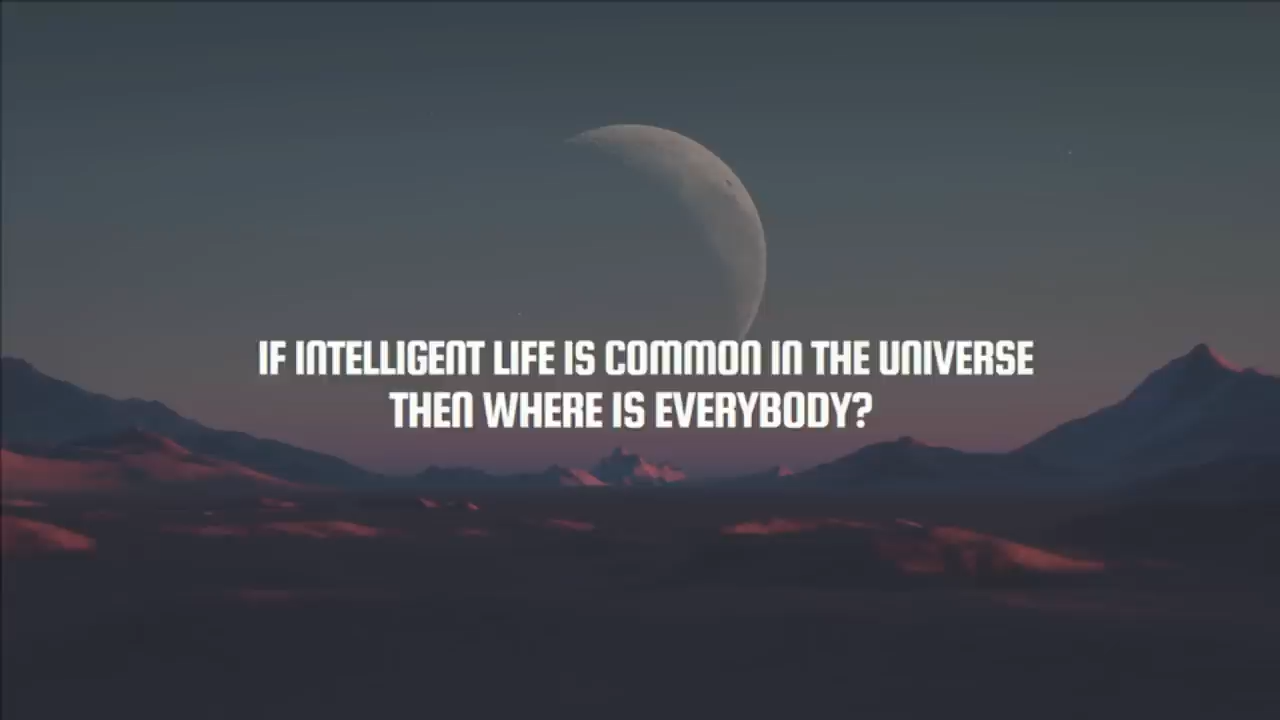 IF INTELLIGENT LIFE IS COMMON IN THE UNIVERSE
THEN WHERE IS EVERYBODY?